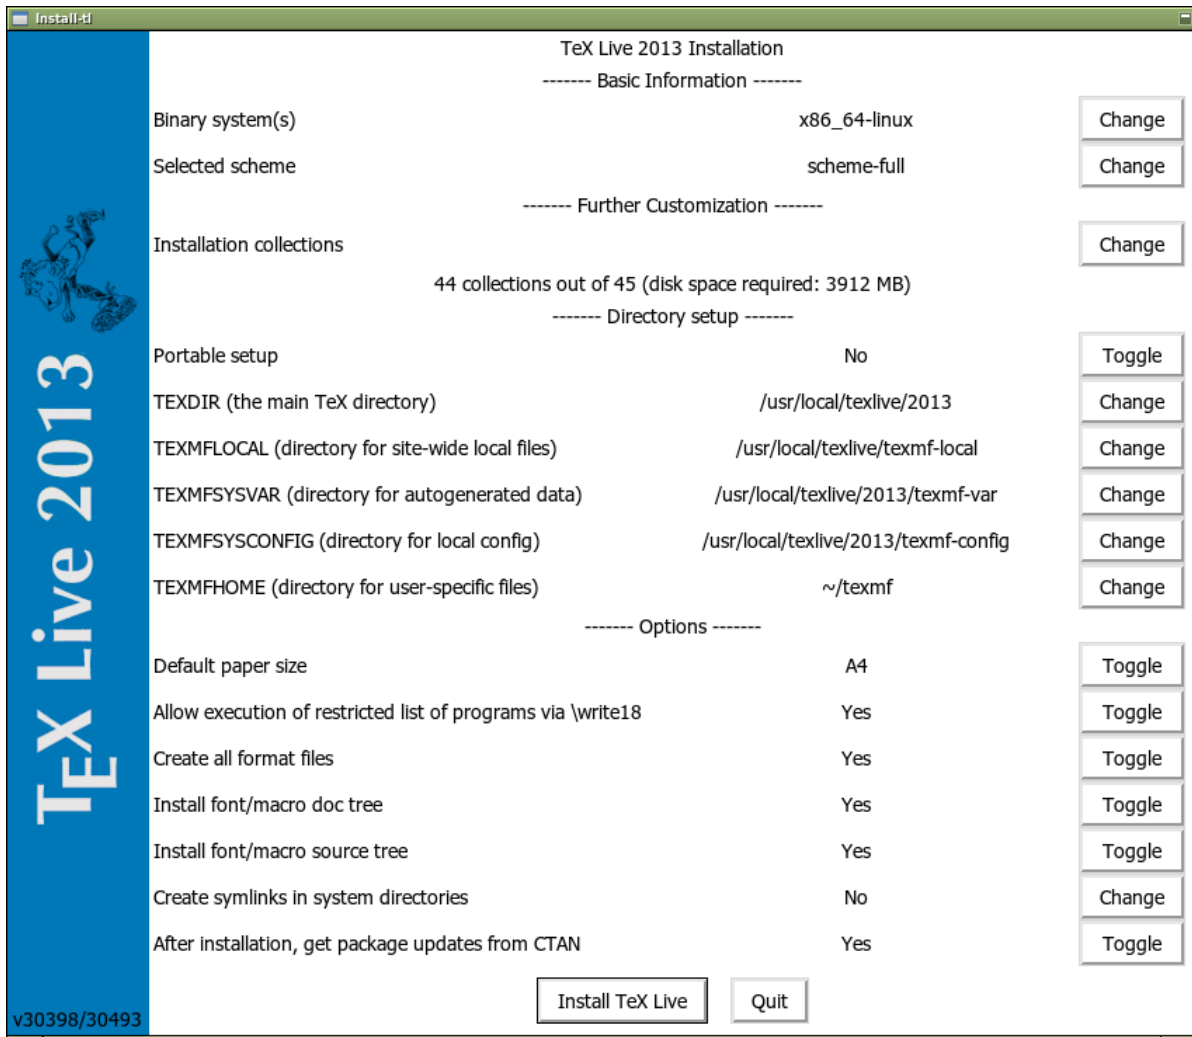 install-tl
TeX Live 2013 Installation
------- Basic Information -------
Binary system(s) x86_64-linux Change
Selected scheme scheme-full Change
------- Further Customization -------
Installation collections Change
44 collections out of 45 (disk space required: 3912 MB)
------- Directory setup -------
Portable setup No Toggle
TEXDIR (the main TeX directory) /usr/local/texlive/2013 Change
TEXMFLOCAL (directory for site-wide local files) /usr/local/texlive/texmf-local Change
TEXMFSYSVAR (directory for autogenerated data) /usr/local/texlive/2013/texmf-var Change
TEXMFSYSCONFIG (directory for local config) /usr/local/texlive/2013/texmf-config Change
TEXMFHOME (directory for user-specific files) ~/texmf Change
------- Options -------
Default paper size A4 Toggle
Allow execution of restricted list of programs via \write18 Yes Toggle
Create all format files Yes Toggle
Install font/macro doc tree Yes Toggle
Install font/macro source tree Yes Toggle
Create symlinks in system directories No Change
After installation, get package updates from CTAN Yes Toggle
Install TeX Live Quit
TEX Live 2013
v30398/30493